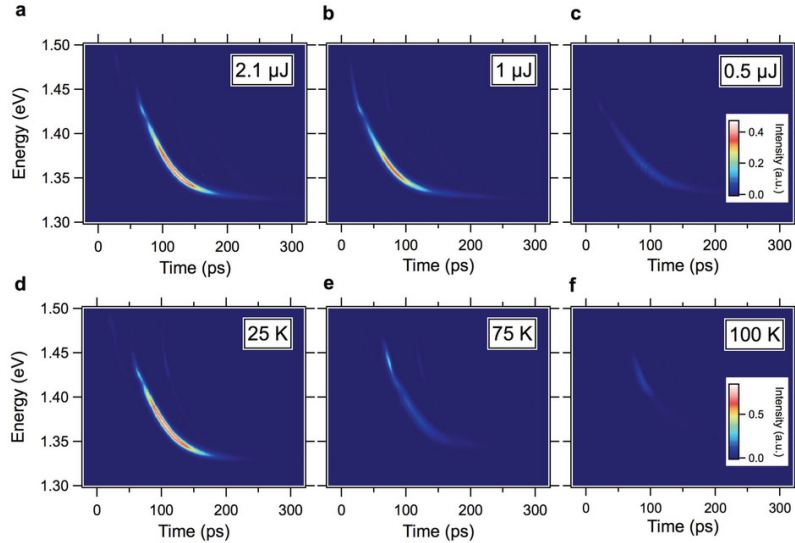 a b c
1.50
1.45
1.40
1.35
1.30
Energy (eV)
2.1 µJ
1 µJ
0.5 µJ
0.4
0.2
0.0
Intensity (a.u.)
0 100 200 300
0 100 200 300
0 100 200 300
Time (ps)
Time (ps)
Time (ps)
d e f
1.50
1.45
1.40
1.35
1.30
Energy (eV)
25 K
75 K
100 K
0.5
0.0
Intensity (a.u.)
0 100 200 300
0 100 200 300
0 100 200 300
Time (ps)
Time (ps)
Time (ps)